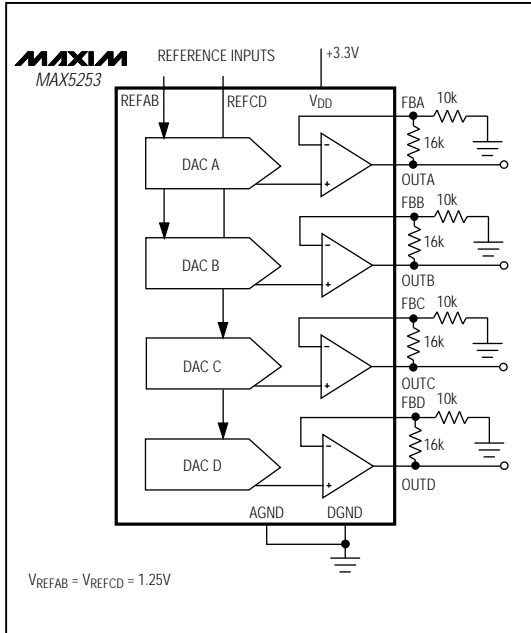 MAXIM
MAX5253
REFERENCE INPUTS
+3.3V
REFAB
REFCD
VDD
FBA
10k
16k
DAC A
OUTA
FBB
10k
16k
DAC B
OUTB
FBC
10k
16k
DAC C
OUTC
FBD
10k
16k
DAC D
OUTD
AGND
DGND
VREFAB = VREFCD = 1.25V